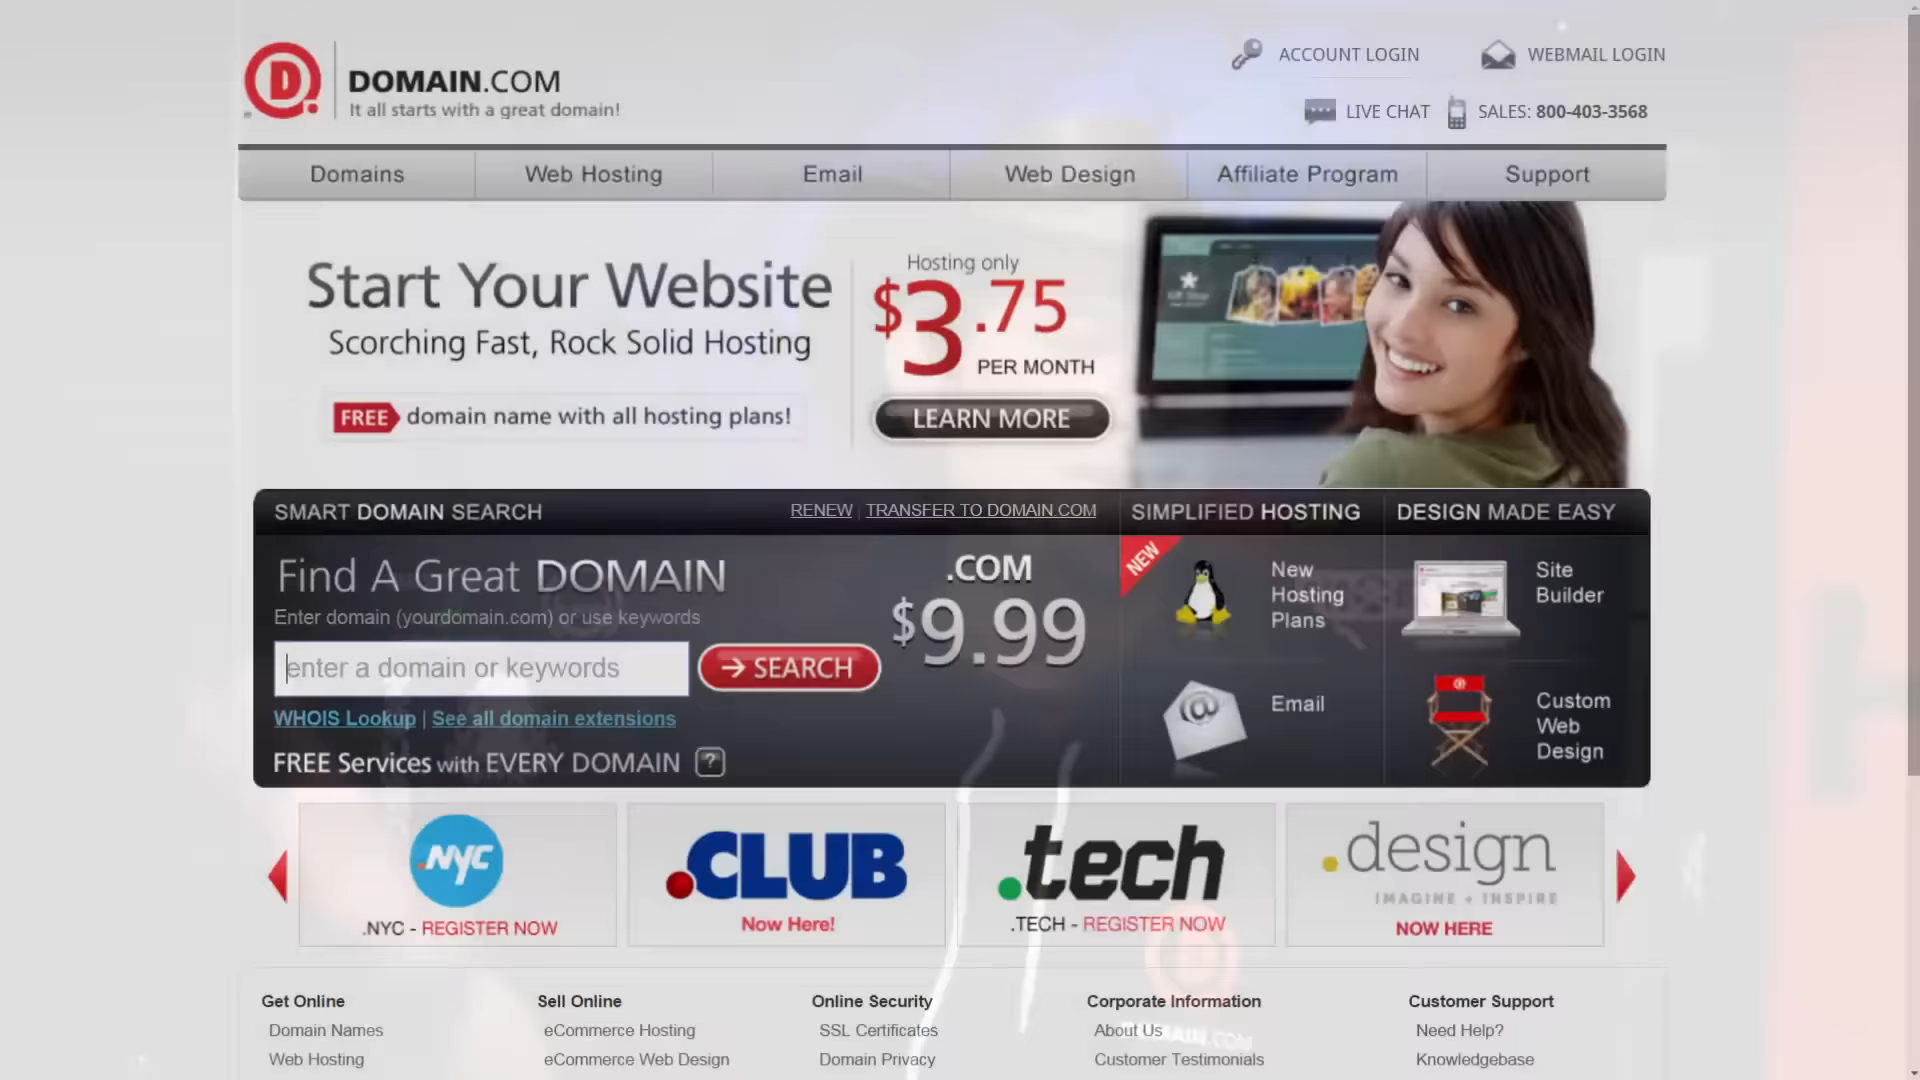 DOMAIN.COM
It all starts with a great domain!
ACCOUNT LOGIN
WEBMAIL LOGIN
LIVE CHAT
SALES: 800-403-3568
Domains
Web Hosting
Email
Web Design
Affiliate Program
Support
Start Your Website
Scorching Fast, Rock Solid Hosting
FREE domain name with all hosting plans!
Hosting only
$3.75
PER MONTH
LEARN MORE
SMART DOMAIN SEARCH
RENEW | TRANSFER TO DOMAIN.COM
Find A Great DOMAIN
Enter domain (yourdomain.com) or use keywords
enter a domain or keywords
→ SEARCH
WHOIS Lookup | See all domain extensions
FREE Services with EVERY DOMAIN ?
.COM
$9.99
SIMPLIFIED HOSTING
NEW
New
Hosting
Plans
@
Email
DESIGN MADE EASY
Site
Builder
Custom
Web
Design
.NYC
.NYC - REGISTER NOW
.CLUB
Now Here!
.tech
.TECH - REGISTER NOW
.design
IMAGINE + INSPIRE
NOW HERE
Get Online
Domain Names
Web Hosting
Sell Online
eCommerce Hosting
eCommerce Web Design
Online Security
SSL Certificates
Domain Privacy
Corporate Information
About Us
Customer Testimonials
Customer Support
Need Help?
Knowledgebase
DOMAIN.COM